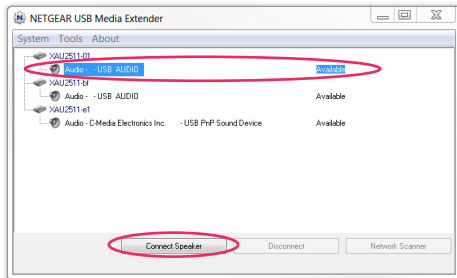 NETGEAR USB Media Extender
System Tools About
XAU2511-01
Audio - - USB AUDIO Available
XAU2511-bf
Audio - - USB AUDIO Available
XAU2511-e1
Audio - C-Media Electronics Inc. - USB PnP Sound Device Available
Connect Speaker Disconnect Network Scanner